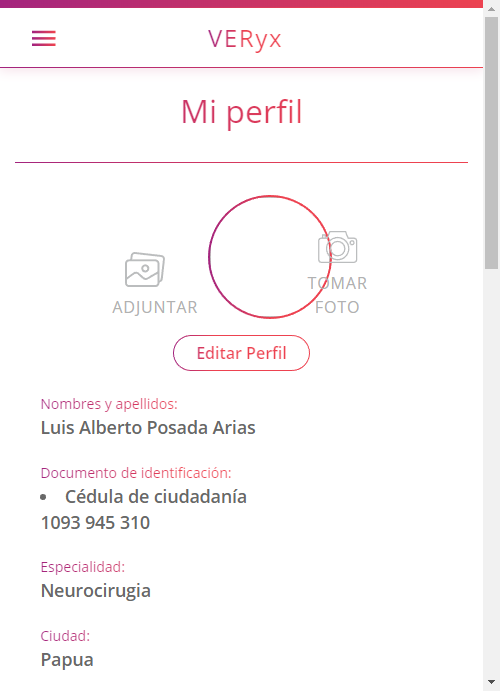 VERyx
Mi perfil
ADJUNTAR
TOMAR
FOTO
Editar Perfil
Nombres y apellidos:
Luis Alberto Posada Arias
Documento de identificación:
• Cédula de ciudadanía
1093 945 310
Especialidad:
Neurocirugia
Ciudad:
Papua